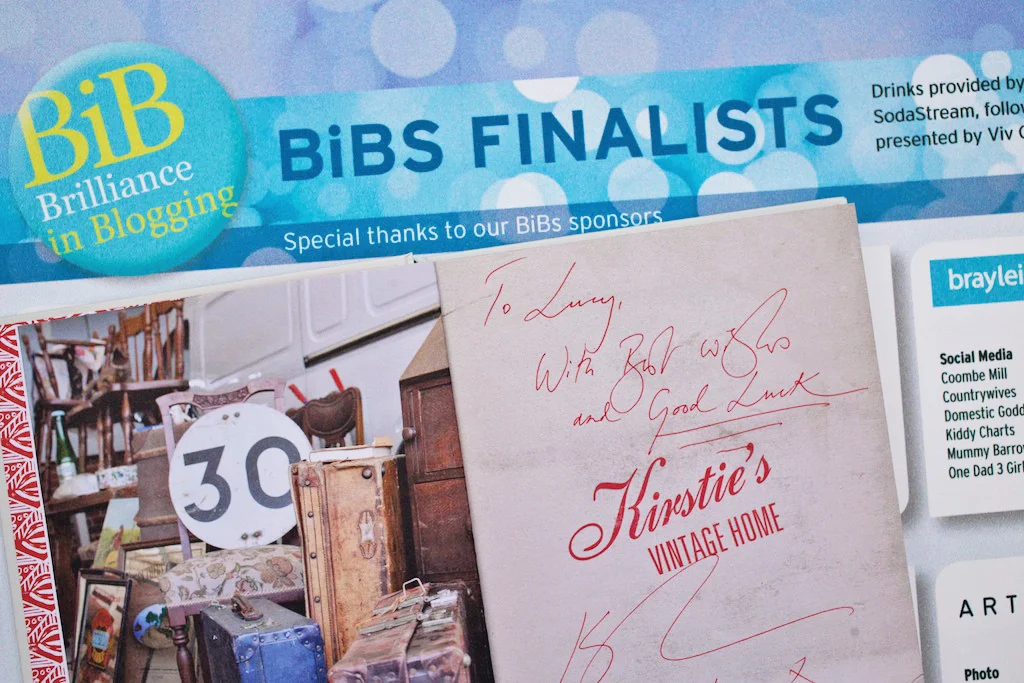 BiB
Brilliance
in Blogging
BiBS FINALISTS
Special thanks to our BiBs sponsors
Drinks provided by
SodaStream, follow
presented by Viv
To Lucy,
With Best wishes
and Good Luck
Kirstie's
VINTAGE HOME
30
braylei
Social Media
Coombe Mill
Countrywives
Domestic Godd
Kiddy Charts
Mummy Barrow
One Dad 3 Girl
ART
Photo